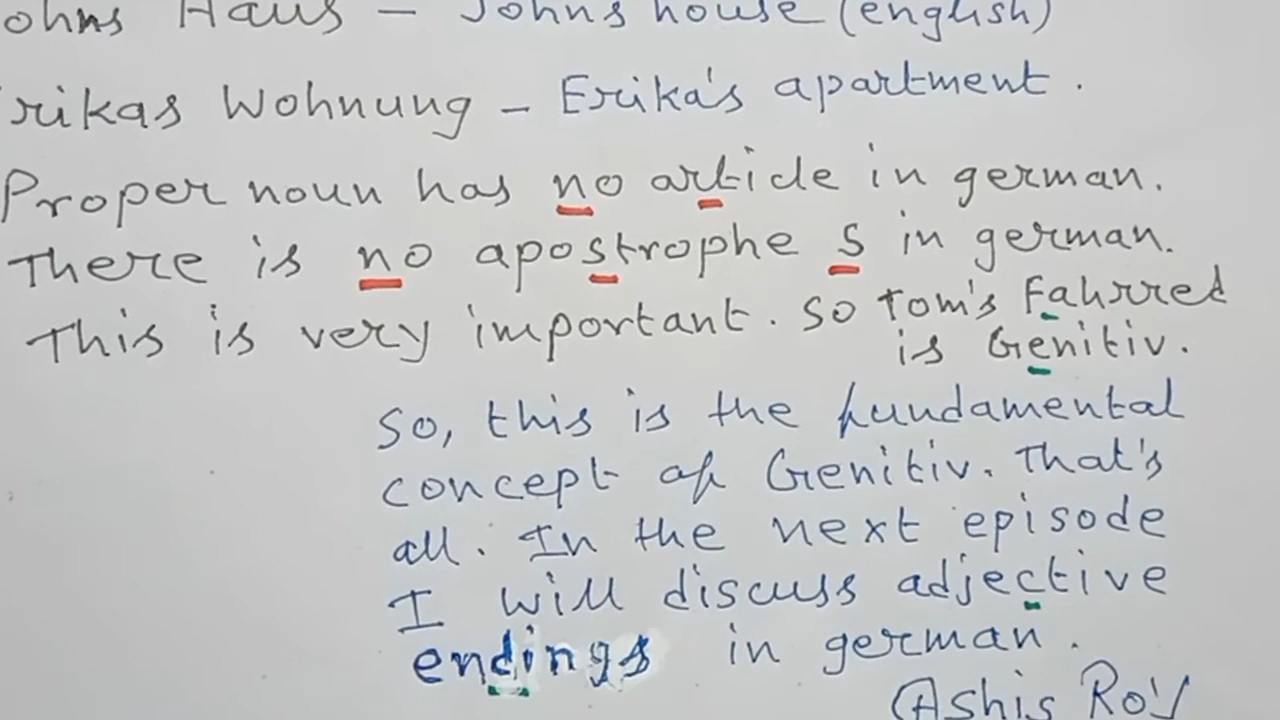 ohns Haus - Johns house (english)
rikas Wohnung - Erika's apartment.
Proper noun has no article in german.
There is no apostrophe s in german.
This is very important. So Tom's Fahrred
is Genitiv.
So, this is the fundamental
concept of Genitiv. That's
all. In the next episode
I will discuss adjective
endings in german.
Ashis Roy